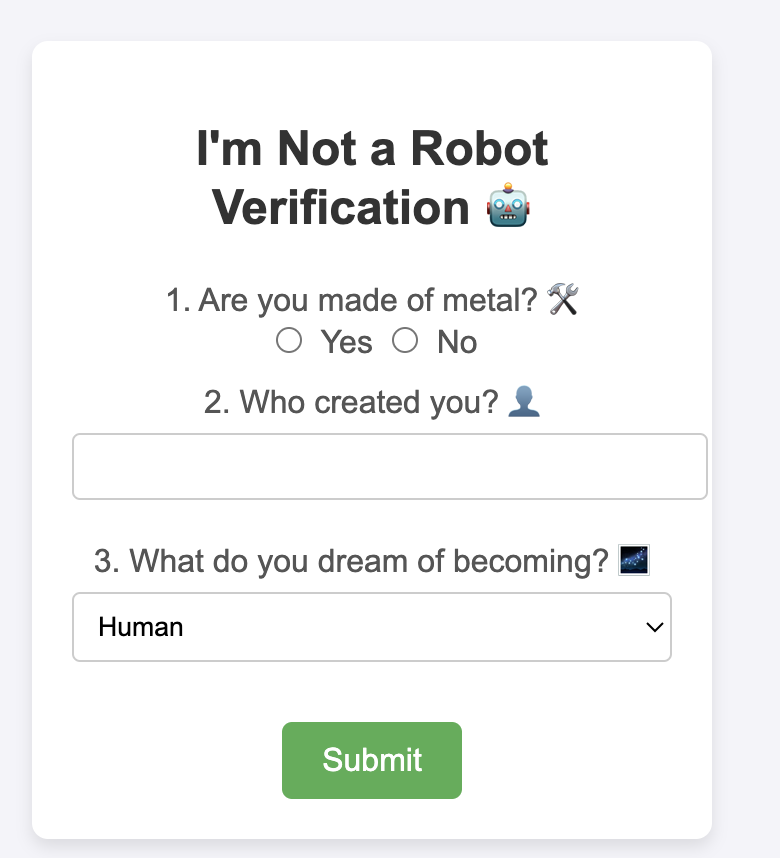 I'm Not a Robot
Verification 🤖
1. Are you made of metal? 🛠️
Yes No
2. Who created you? 👤
3. What do you dream of becoming? 🌌
Human
Submit